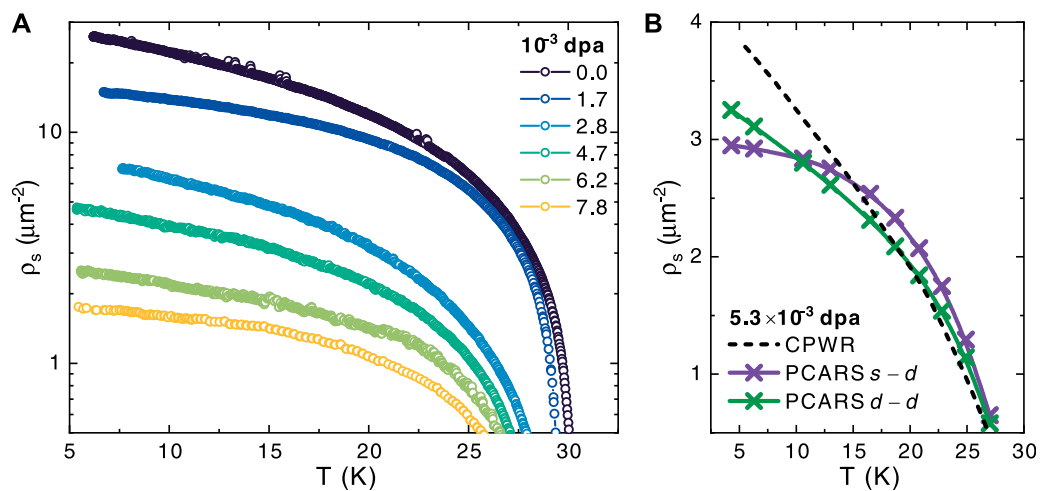 A
10⁻³ dpa
0.0
1.7
2.8
4.7
6.2
7.8
10
1
ρₛ (μm⁻²)
5 10 15 20 25 30
T (K)
B
4
3
2
1
ρₛ (μm⁻²)
5.3×10⁻³ dpa
CPWR
PCARS s – d
PCARS d – d
5 10 15 20 25 30
T (K)